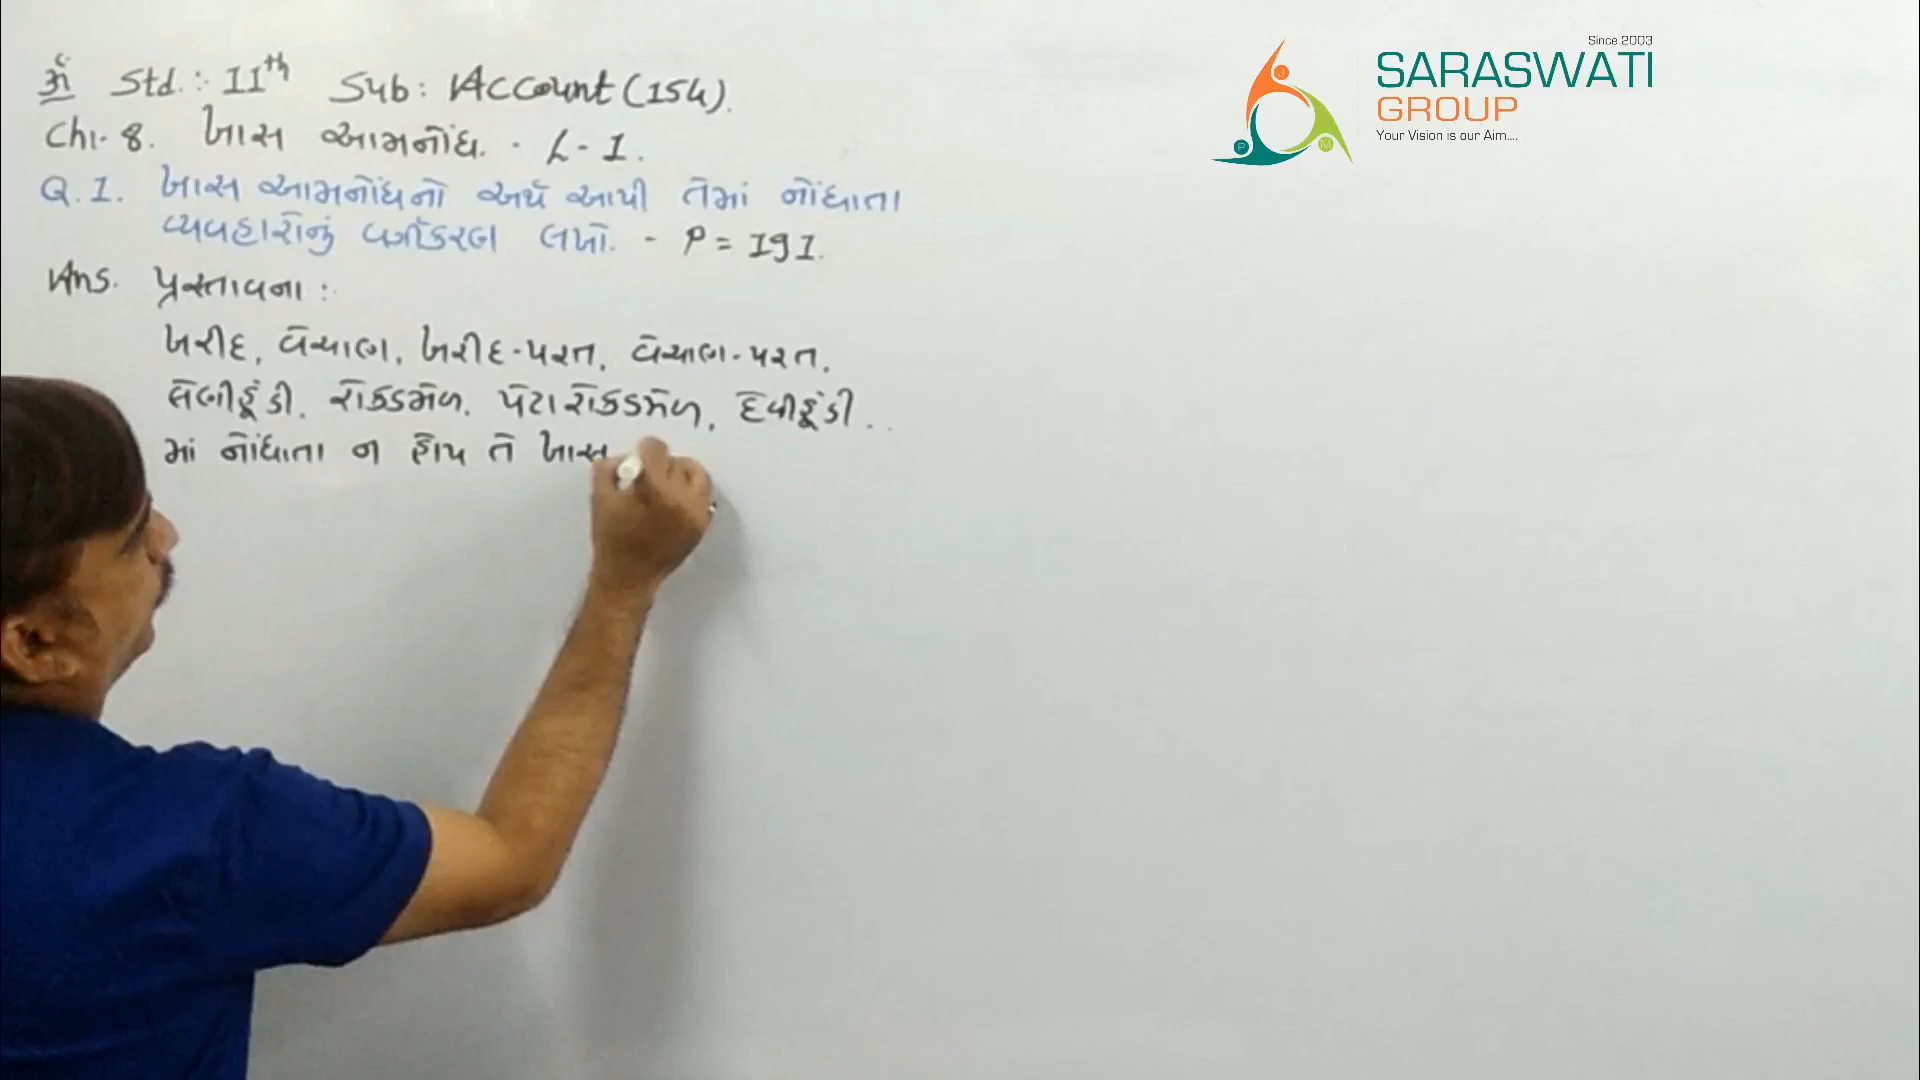 ૐ Std.: 11th Sub: Account (154).
Ch. 8. ખાસ આમનોંધ. - L-1.
Q.1. ખાસ આમનોંધનો અર્થ આપી તેમાં નોંધાતા
વ્યવહારોનું વર્ગીકરણ લખો. - P = 191.
Ans. પ્રસ્તાવના :
ખરીદ, વેચાણ, ખરીદ-પરત, વેચાણ-પરત,
લેણીહૂંડી, રોકડમેળ, પેટા રોકડમેળ, દેવીહૂંડી..
માં નોંધાતા ન હોય તે ખાસ
Since 2003
SARASWATI
GROUP
Your Vision is our Aim....
J
P
M